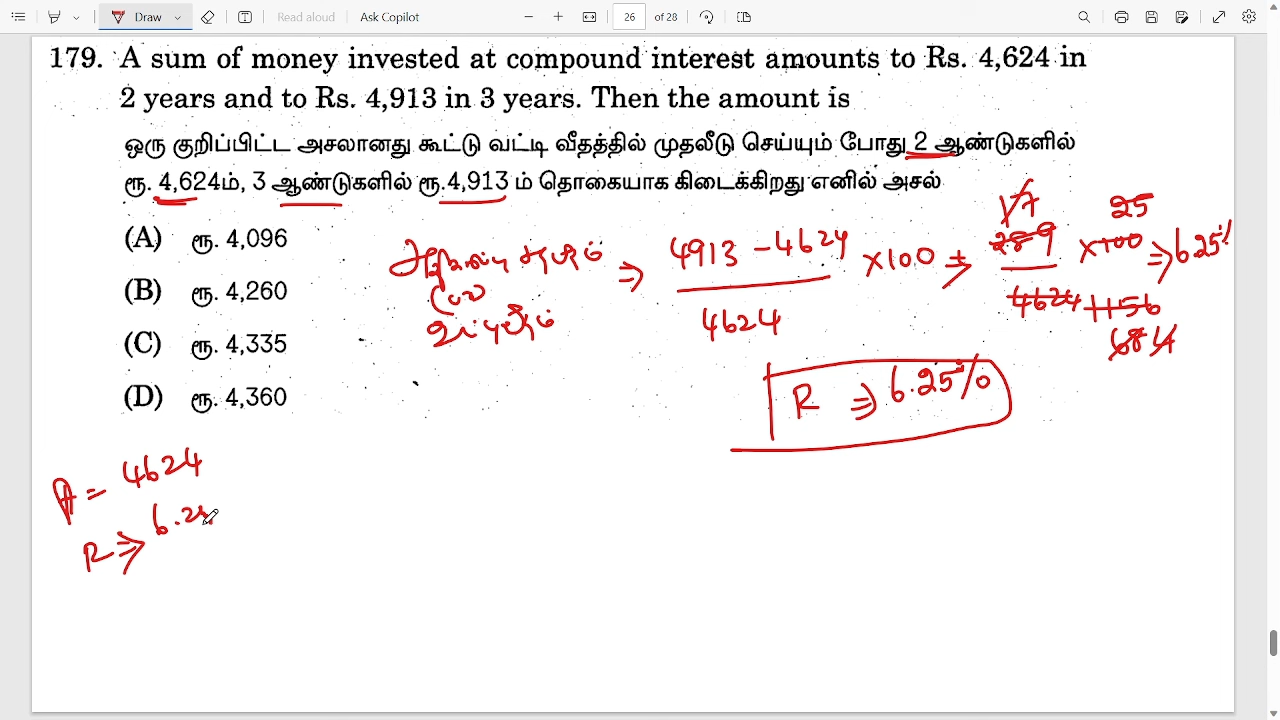 Draw
Read aloud
Ask Copilot
26 of 28
179. A sum of money invested at compound interest amounts to Rs. 4,624 in
2 years and to Rs. 4,913 in 3 years. Then the amount is
ஒரு குறிப்பிட்ட அசலானது கூட்டு வட்டி வீதத்தில் முதலீடு செய்யும் போது 2 ஆண்டுகளில்
ரூ. 4,624ம், 3 ஆண்டுகளில் ரூ.4,913 ம் தொகையாக கிடைக்கிறது எனில் அசல்
(A) ரூ. 4,096
(B) ரூ. 4,260
(C) ரூ. 4,335
(D) ரூ. 4,360
⇒ 4913 - 4624
4624
×100 ⇒
17
289
4624
25
×100
1156
68 4
⇒ 6.25%
R ⇒ 6.25%
A = 4624
R ⇒ 6.25